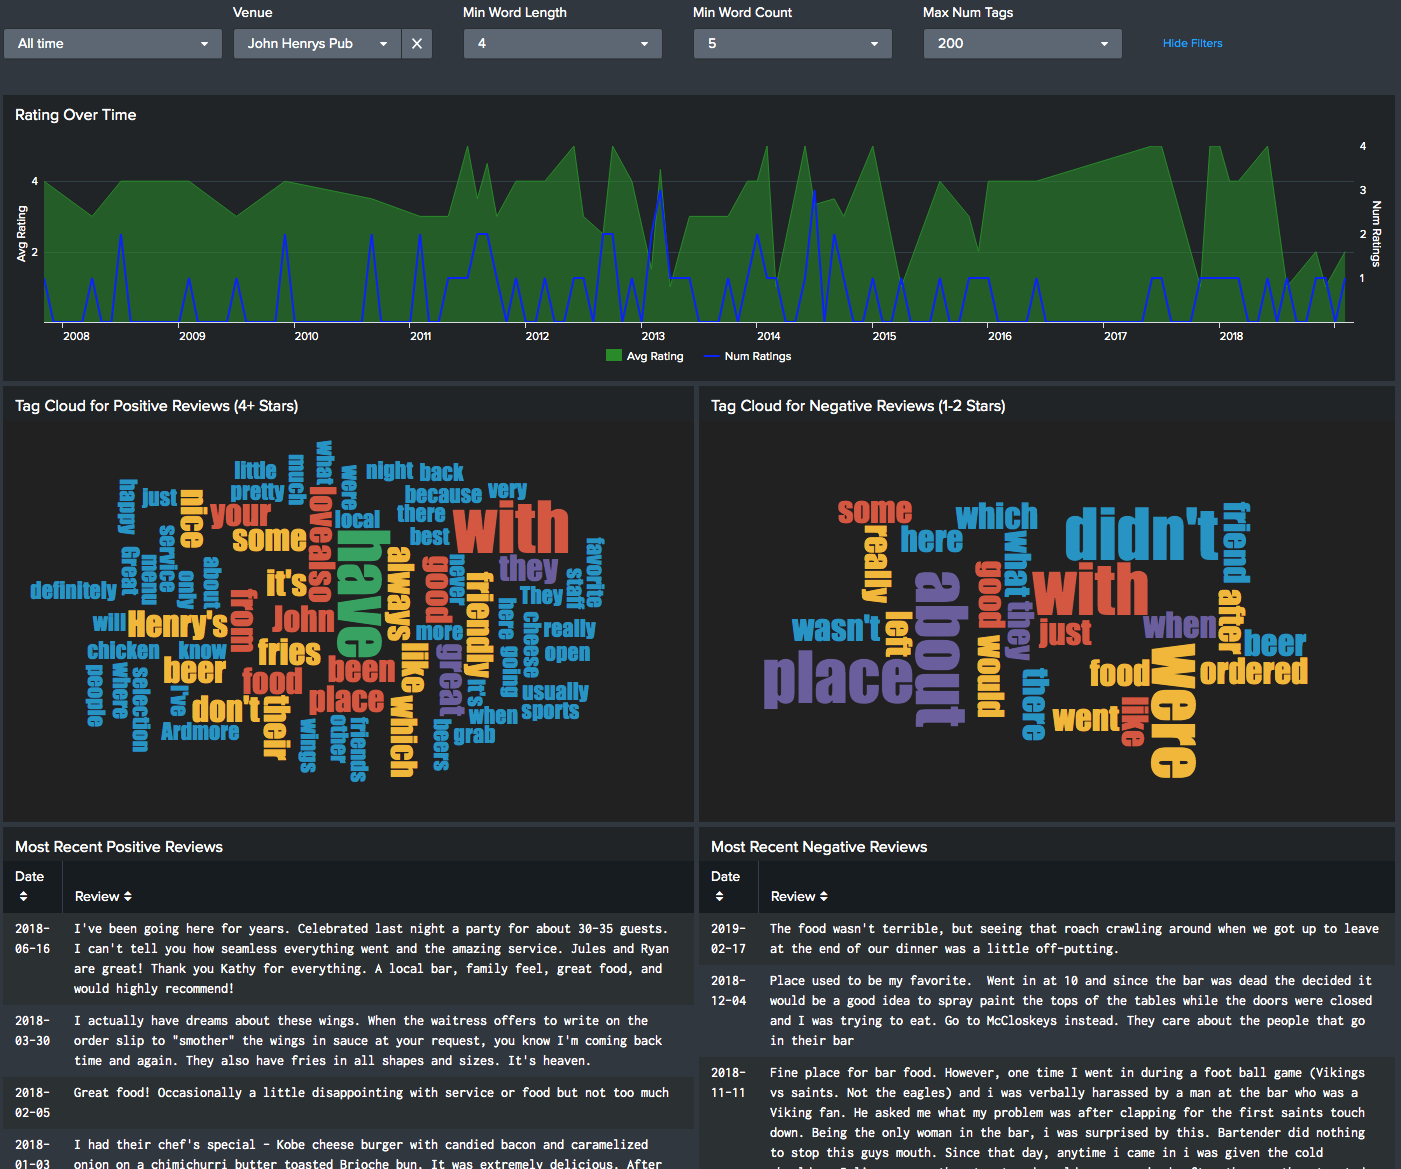 Venue
Min Word Length
Min Word Count
Max Num Tags
All time
John Henrys Pub
4
5
200
Hide Filters
Rating Over Time
4
2
Avg Rating
4
3
2
1
Num Ratings
2008 2009 2010 2011 2012 2013 2014 2015 2016 2017 2018
Avg Rating Num Ratings
Tag Cloud for Positive Reviews (4+ Stars)
what
little
much
night back
were
happy
just
nice
pretty
love
because very
your
local
there
with
service
some
also
have
best
Great
menu
only
about
it's
always
good
never
they
favorite
definitely
from
friendly
They
staff
will
Henry's
John
more
here
cheese
really
chicken
know
fries
like
great
going
open
people
where
selection
beer
food
been
I've
don't
their
place
which
it's
usually
when
sports
Ardmore
wings
other
friends
beers
grab
Tag Cloud for Negative Reviews (1-2 Stars)
some
which
didn't
friend
really
here
what
about
good
with
they
after
wasn't
left
just
when
beer
place
would
there
food
were
ordered
went
like
Most Recent Positive Reviews
Date
Review
2018-
06-16
I've been going here for years. Celebrated last night a party for about 30-35 guests.
I can't tell you how seamless everything went and the amazing service. Jules and Ryan
are great! Thank you Kathy for everything. A local bar, family feel, great food, and
would highly recommend!
2018-
03-30
I actually have dreams about these wings. When the waitress offers to write on the
order slip to "smother" the wings in sauce at your request, you know I'm coming back
time and again. They also have fries in all shapes and sizes. It's heaven.
2018-
02-05
Great food! Occasionally a little disappointing with service or food but not too much
2018-
01-03
I had their chef's special - Kobe cheese burger with candied bacon and caramelized
onion on a chimichurri butter toasted Brioche bun. It was extremely delicious. After
Most Recent Negative Reviews
Date
Review
2019-
02-17
The food wasn't terrible, but seeing that roach crawling around when we got up to leave
at the end of our dinner was a little off-putting.
2018-
12-04
Place used to be my favorite.  Went in at 10 and since the bar was dead the decided it
would be a good idea to spray paint the tops of the tables while the doors were closed
and I was trying to eat. Go to McCloskeys instead. They care about the people that go
in their bar
2018-
11-11
Fine place for bar food. However, one time I went in during a foot ball game (Vikings
vs saints. Not the eagles) and i was verbally harassed by a man at the bar who was a
Viking fan. He asked me what my problem was after clapping for the first saints touch
down. Being the only woman in the bar, i was surprised by this. Bartender did nothing
to stop this guys mouth. Since that day, anytime i came in i was given the cold